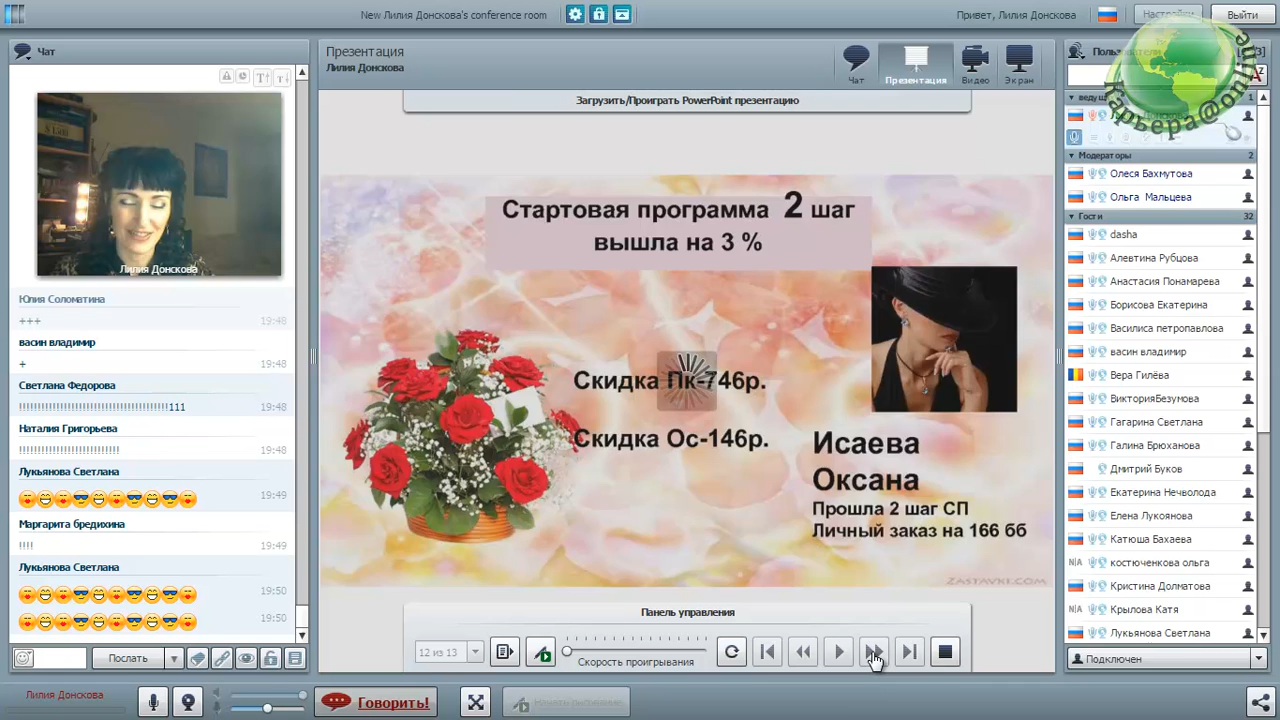 New Лилия Донскова's conference room
Привет, Лилия Донскова
Настройки
Выйти
Чат
Лилия Донскова
Юлия Соломатина
+++ 19:48
васин владимир
+ 19:48
Светлана Федорова
!!!!!!!!!!!!!!!!!!!!!!!!!!!!!!!!!!!!!!!!!111 19:48
Наталия Григорьева
!!!!!!!!!!!!!!!!!!!!!!!!!!!! 19:48
Лукьянова Светлана
19:49
Маргарита бредихина
!!!! 19:49
Лукьянова Светлана
19:50
19:50
Послать
Презентация
Лилия Донскова
Чат
Презентация
Видео
Экран
Загрузить/Проиграть PowerPoint презентацию
Стартовая программа 2 шаг
вышла на 3 %
Скидка Пк-746р.
Скидка Ос-146р.
Исаева
Оксана
Прошла 2 шаг СП
Личный заказ на 166 бб
ZASTAVKI.COM
Панель управления
12 из 13
Скорость проигрывания
карьера@online
Модераторы 2
Олеся Бахмутова
Ольга Мальцева
Гости 32
dasha
Алевтина Рубцова
Анастасия Понамарева
Борисова Екатерина
Василиса петропавлова
васин владимир
Вера Гилёва
ВикторияБезумова
Гагарина Светлана
Галина Брюханова
Дмитрий Буков
Екатерина Нечволода
Елена Лукоянова
Катюша Бахаева
N/A костюченкова ольга
Кристина Долматова
N/A Крылова Катя
Лукьянова Светлана
Подключен
Лилия Донскова
Говорить!